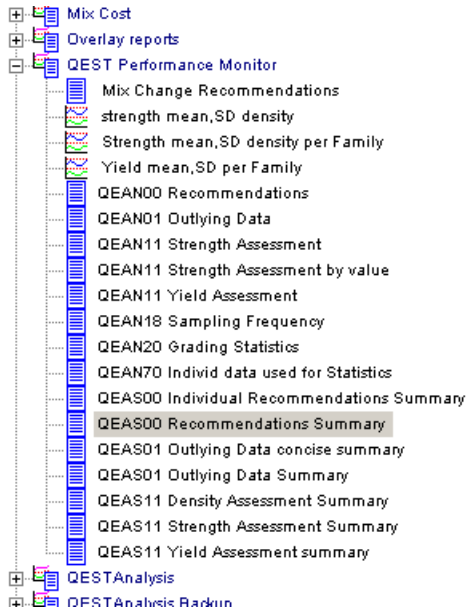 Mix Cost
Overlay reports
QEST Performance Monitor
Mix Change Recommendations
strength mean,SD density
Strength mean,SD density per Family
Yield mean,SD per Family
QEAN00 Recommendations
QEAN01 Outlying Data
QEAN11 Strength Assessment
QEAN11 Strength Assessment by value
QEAN11 Yield Assessment
QEAN18 Sampling Frequency
QEAN20 Grading Statistics
QEAN70 Individ data used for Statistics
QEAS00 Individual Recommendations Summary
QEAS00 Recommendations Summary
QEAS01 Outlying Data concise summary
QEAS01 Outlying Data Summary
QEAS11 Density Assessment Summary
QEAS11 Strength Assessment Summary
QEAS11 Yield Assessment summary
QESTAnalysis
QESTAnalysis Backup